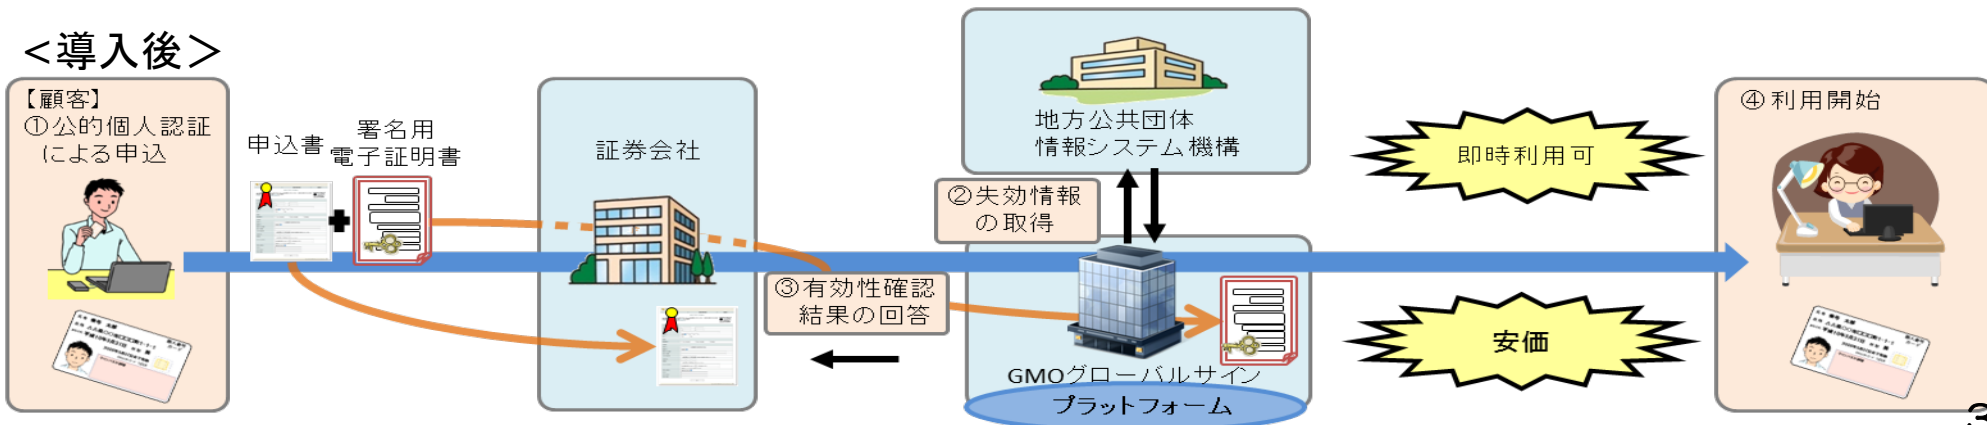 ＜導入後＞
【顧客】
①公的個人認証
による申込
申込書
署名用
電子証明書
証券会社
地方公共団体
情報システム機構
②失効情報
の取得
③有効性確認
結果の回答
GMOグローバルサイン
プラットフォーム
即時利用可
安価
④利用開始